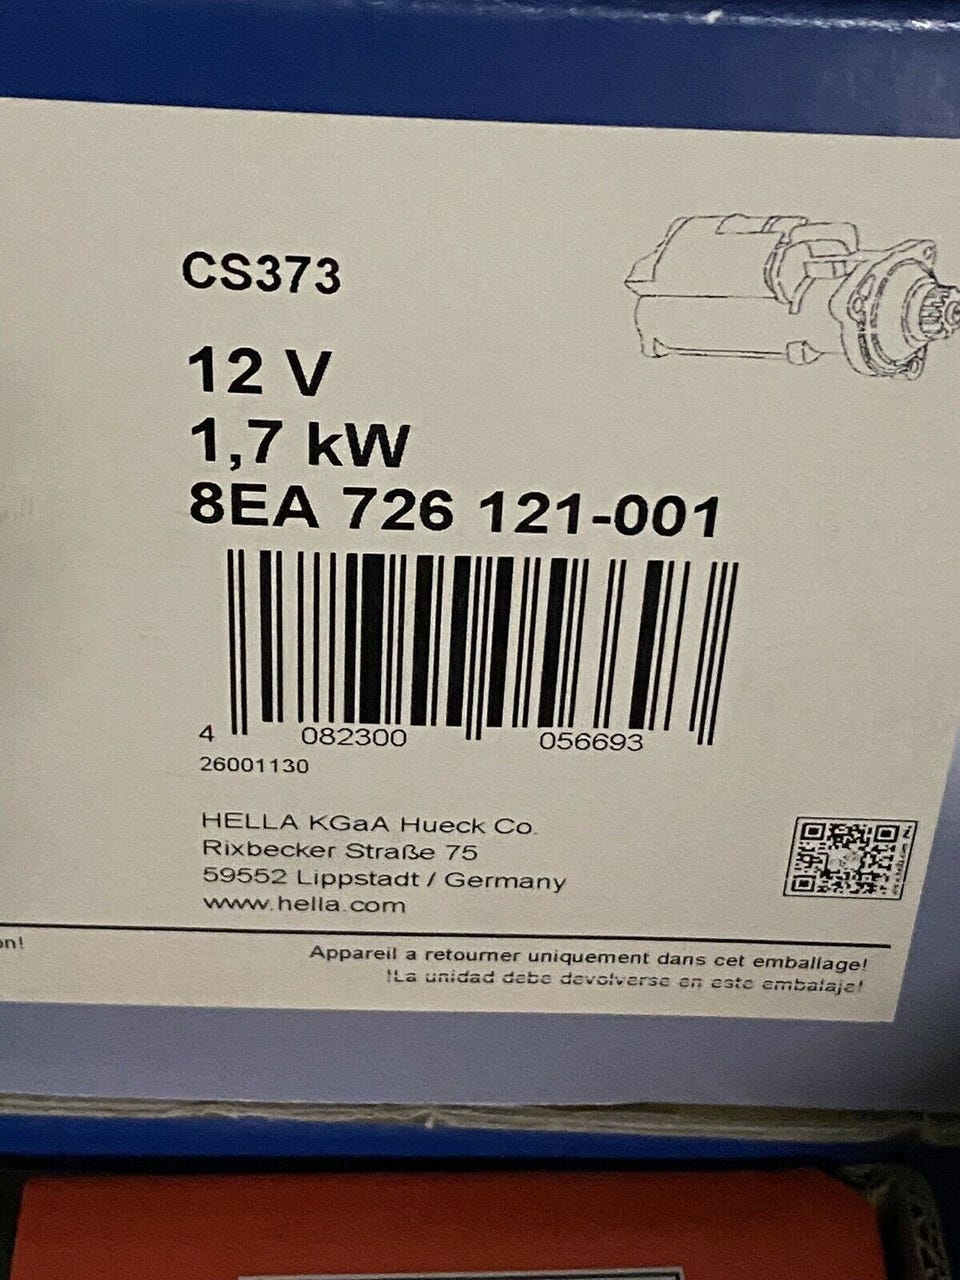 CS373
12 V
1,7 kW
8EA 726 121-001
4 082300 056693
26001130
HELLA KGaA Hueck Co.
Rixbecker Straße 75
59552 Lippstadt / Germany
www.hella.com
on!
Appareil a retourner uniquement dans cet emballage!
!La unidad debe devolverse en este embalaje!